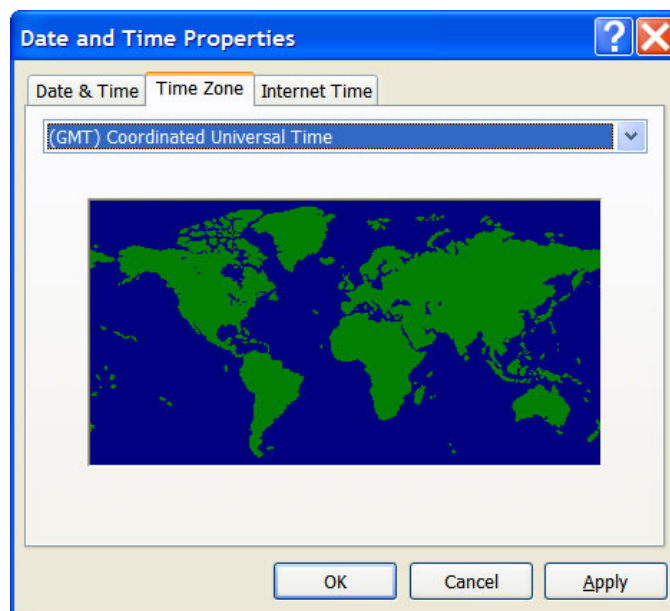 Date and Time Properties
Date & Time Time Zone Internet Time
(GMT) Coordinated Universal Time
OK Cancel Apply